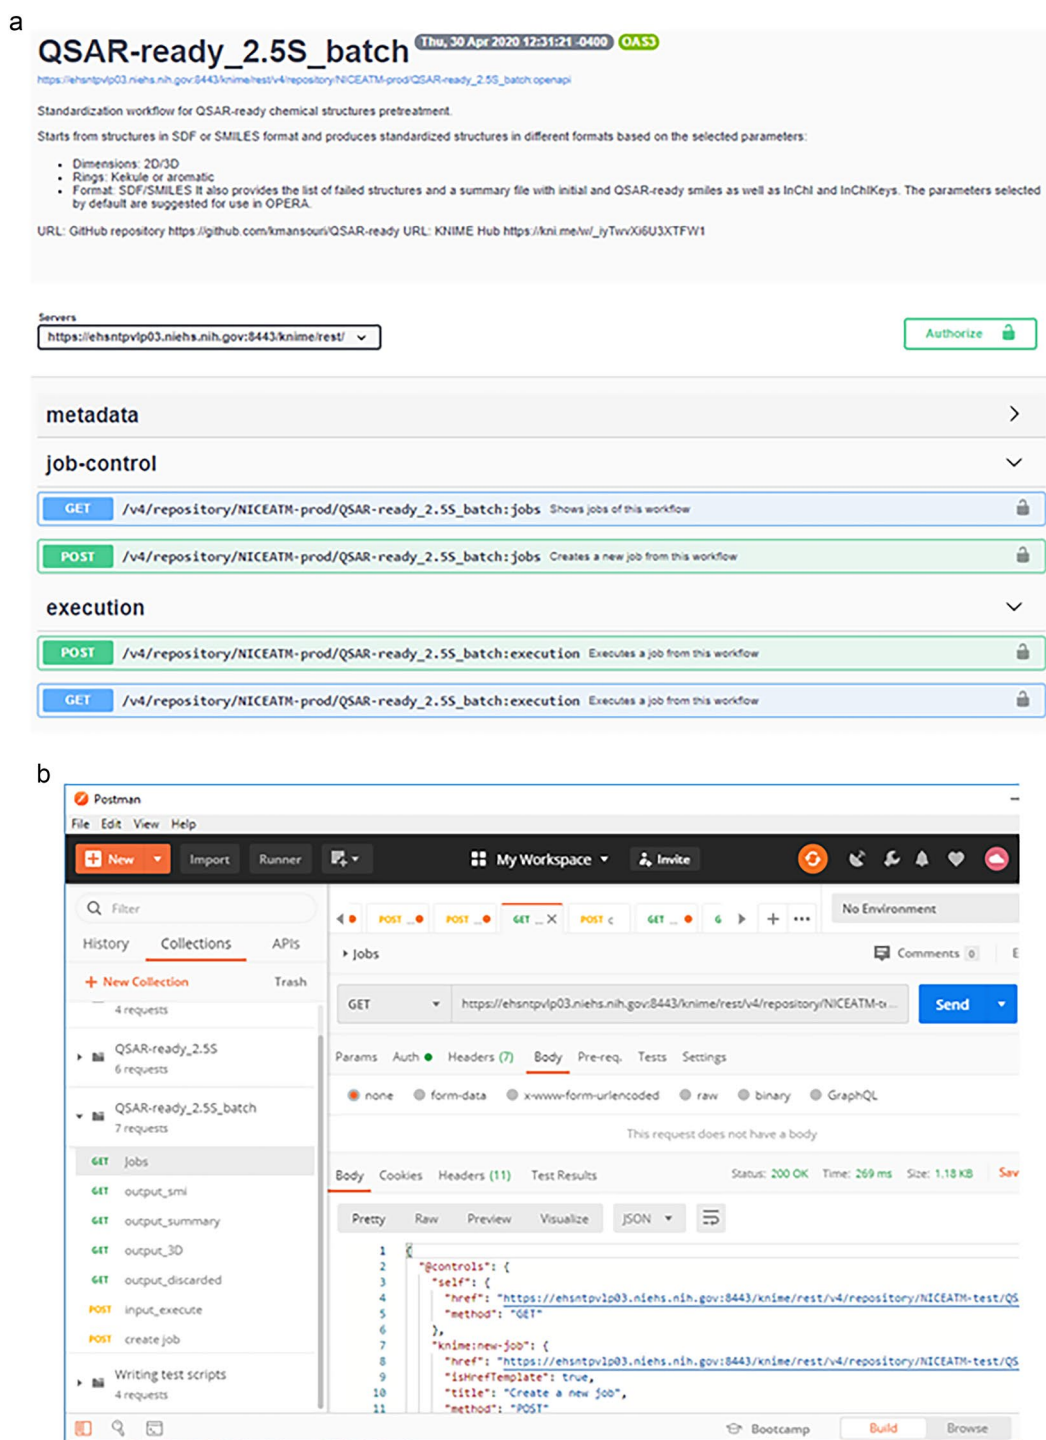 a
QSAR-ready_2.5S_batch Thu, 30 Apr 2020 12:31:21 -0400 OAS3
https://ehsntpvlp03.niehs.nih.gov:8443/knime/rest/v4/repository/NICEATM-prod/QSAR-ready_2.5S_batch:openapi
Standardization workflow for QSAR-ready chemical structures pretreatment.
Starts from structures in SDF or SMILES format and produces standardized structures in different formats based on the selected parameters:
• Dimensions: 2D/3D
• Rings: Kekule or aromatic
• Format: SDF/SMILES It also provides the list of failed structures and a summary file with initial and QSAR-ready smiles as well as InChI and InChIKeys. The parameters selected
by default are suggested for use in OPERA.
URL: GitHub repository https://github.com/kmansouri/QSAR-ready URL: KNIME Hub https://kni.me/w/_iyTwvXi6U3XTFW1
Servers
https://ehsntpvlp03.niehs.nih.gov:8443/knime/rest/
Authorize
metadata
job-control
GET /v4/repository/NICEATM-prod/QSAR-ready_2.5S_batch:jobs Shows jobs of this workflow
POST /v4/repository/NICEATM-prod/QSAR-ready_2.5S_batch:jobs Creates a new job from this workflow
execution
POST /v4/repository/NICEATM-prod/QSAR-ready_2.5S_batch:execution Executes a job from this workflow
GET /v4/repository/NICEATM-prod/QSAR-ready_2.5S_batch:execution Executes a job from this workflow
b
Postman
File Edit View Help
New Import Runner My Workspace Invite
Filter
History Collections APIs
+ New Collection Trash
4 requests
QSAR-ready_2.5S
6 requests
QSAR-ready_2.5S_batch
7 requests
GET Jobs
GET output_smi
GET output_summary
GET output_3D
GET output_discarded
POST input_execute
POST create job
Writing test scripts
4 requests
POST ... POST ... GET ... X POST c GET ... G + ••• No Environment
Jobs Comments 0 E
GET https://ehsntpvlp03.niehs.nih.gov:8443/knime/rest/v4/repository/NICEATM-te... Send
Params Auth Headers (7) Body Pre-req. Tests Settings
none form-data x-www-form-urlencoded raw binary GraphQL
This request does not have a body
Body Cookies Headers (11) Test Results Status: 200 OK Time: 269 ms Size: 1.18 KB Sav
Pretty Raw Preview Visualize JSON
1 {
2 "@controls": {
3 "self": {
4 "href": "https://ehsntpvlp03.niehs.nih.gov:8443/knime/rest/v4/repository/NICEATM-test/QS
5 "method": "GET"
6 },
7 "knime:new-job": {
8 "href": "https://ehsntpvlp03.niehs.nih.gov:8443/knime/rest/v4/repository/NICEATM-test/QS
9 "isHrefTemplate": true,
10 "title": "Create a new job",
11 "method": "POST"
Bootcamp Build Browse